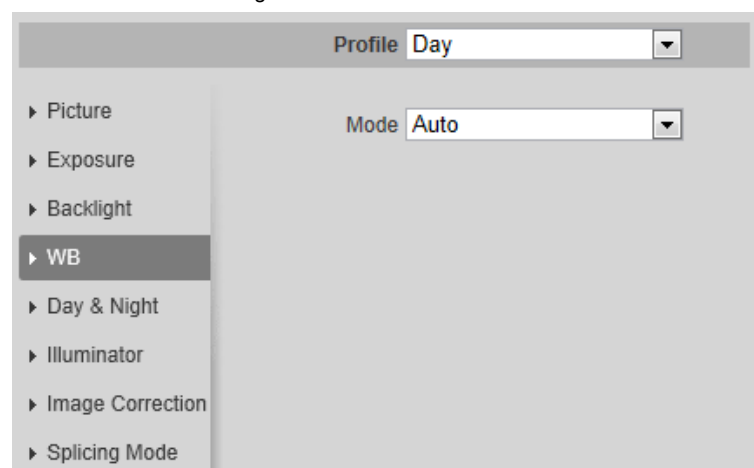 Profile Day
Picture
Mode Auto
Exposure
Backlight
WB
Day & Night
Illuminator
Image Correction
Splicing Mode